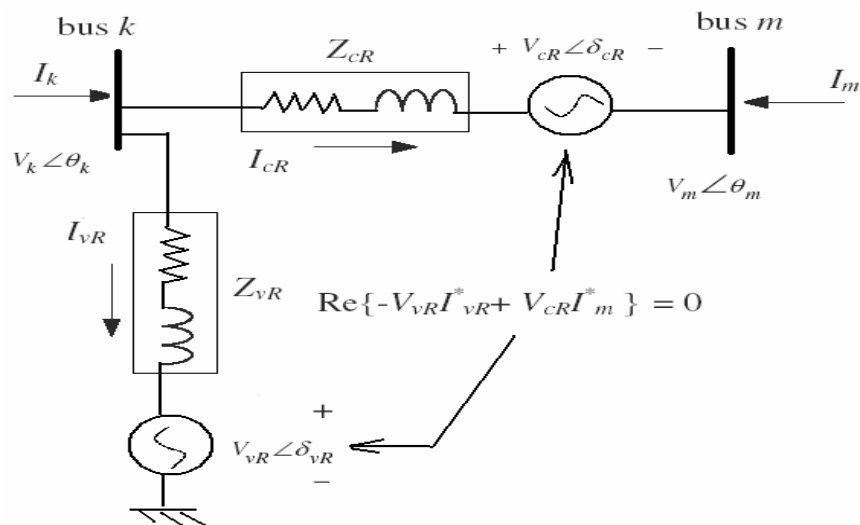 bus k
bus m
Z_cR
+ V_cR∠δ_cR −
I_k
I_m
I_cR
V_k∠θ_k
V_m∠θ_m
I_vR
Z_vR
Re{-V_vR I*_vR + V_cR I*_m } = 0
+
V_vR∠δ_vR
−